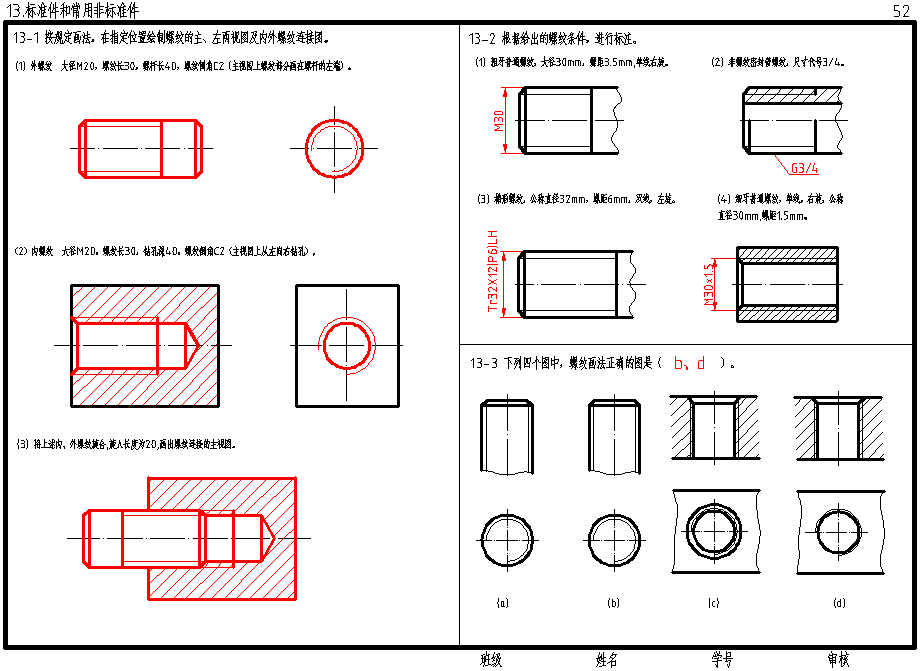 13.标准件和常用非标准件
52
13-1 按规定画法，在指定位置绘制螺纹的主、左两视图及内外螺纹连接图。
(1) 外螺纹 大径M20，螺纹长30，螺杆长40，螺纹倒角C2（主视图上螺纹部分画在螺杆的左端）。
(2) 内螺纹 大径M20，螺纹长30，钻孔深40，螺纹倒角C2（主视图上从左向右钻孔）。
(3) 将上述内、外螺纹旋合,旋入长度为20,画出螺纹连接的主视图。
13-2 根据给出的螺纹条件，进行标注。
(1) 粗牙普通螺纹，大径30mm，螺距3.5mm,单线右旋。
M30
(2) 非螺纹密封管螺纹，尺寸代号3/4。
G3/4
(3) 梯形螺纹，公称直径32mm，螺距6mm，双线，左旋。
Tr32X12(P6)LH
(4) 细牙普通螺纹，单线，右旋，公称
直径30mm,螺距1.5mm。
M30x1.5
13-3 下列四个图中，螺纹画法正确的图是（ b、d ）。
(a)
(b)
(c)
(d)
班级
姓名
学号
审核